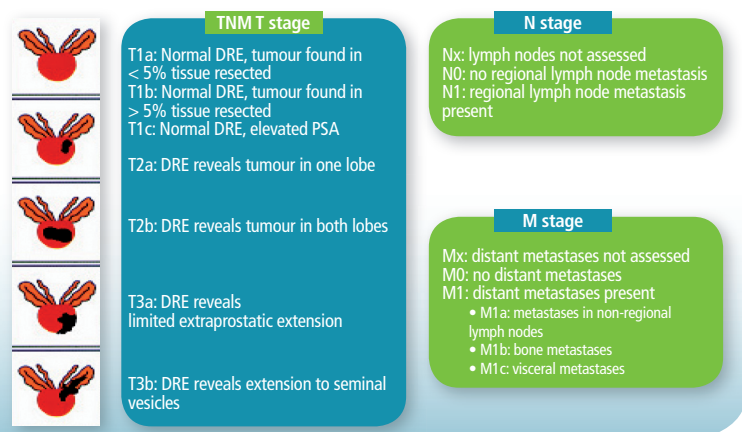 TNM T stage
T1a: Normal DRE, tumour found in
< 5% tissue resected
T1b: Normal DRE, tumour found in
> 5% tissue resected
T1c: Normal DRE, elevated PSA
T2a: DRE reveals tumour in one lobe
T2b: DRE reveals tumour in both lobes
T3a: DRE reveals
limited extraprostatic extension
T3b: DRE reveals extension to seminal
vesicles
N stage
Nx: lymph nodes not assessed
N0: no regional lymph node metastasis
N1: regional lymph node metastasis
present
M stage
Mx: distant metastases not assessed
M0: no distant metastases
M1: distant metastases present
• M1a: metastases in non-regional
lymph nodes
• M1b: bone metastases
• M1c: visceral metastases